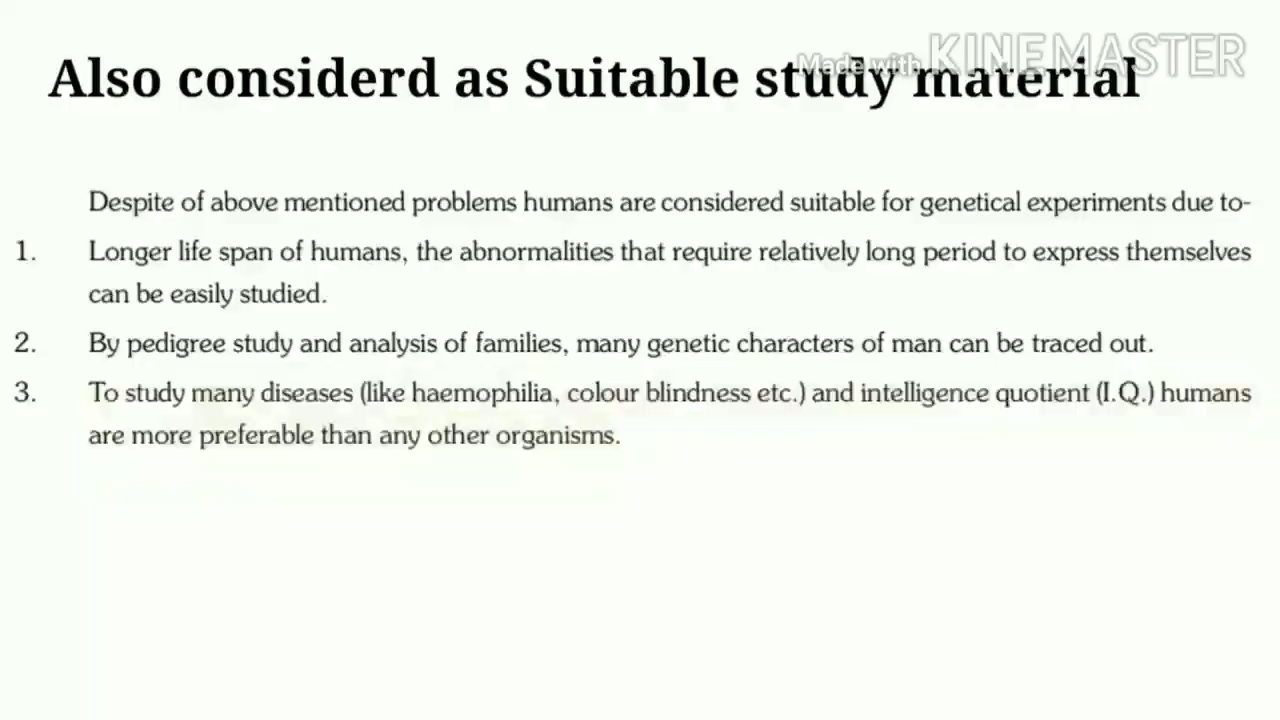 Made with KINEMASTER
Also considerd as Suitable study material
Despite of above mentioned problems humans are considered suitable for genetical experiments due to-
1. Longer life span of humans, the abnormalities that require relatively long period to express themselves
can be easily studied.
2. By pedigree study and analysis of families, many genetic characters of man can be traced out.
3. To study many diseases (like haemophilia, colour blindness etc.) and intelligence quotient (I.Q.) humans
are more preferable than any other organisms.